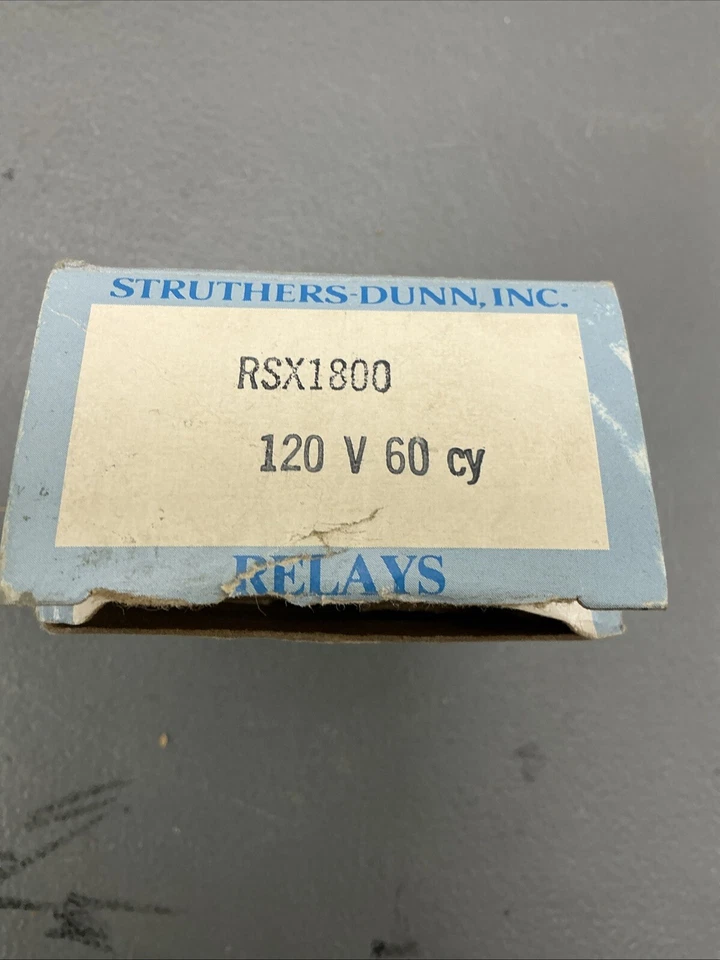 STRUTHERS-DUNN, INC.
RSX1800
120 V 60 cy
RELAYS